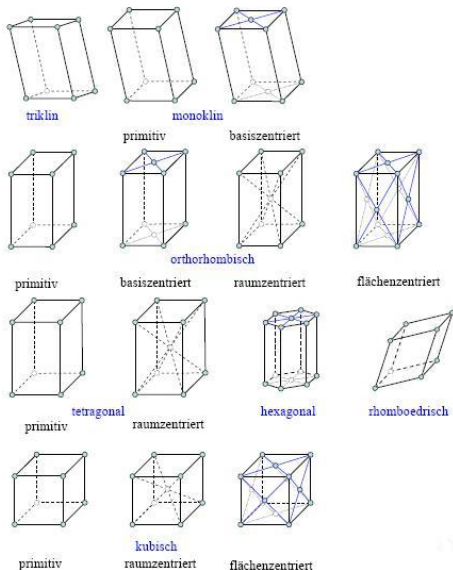 triklin monoklin
primitiv basiszentriert
orthorhombisch
primitiv basiszentriert raumzentriert flächenzentriert
tetragonal hexagonal rhomboedrisch
primitiv raumzentriert
kubisch
primitiv raumzentriert flächenzentriert